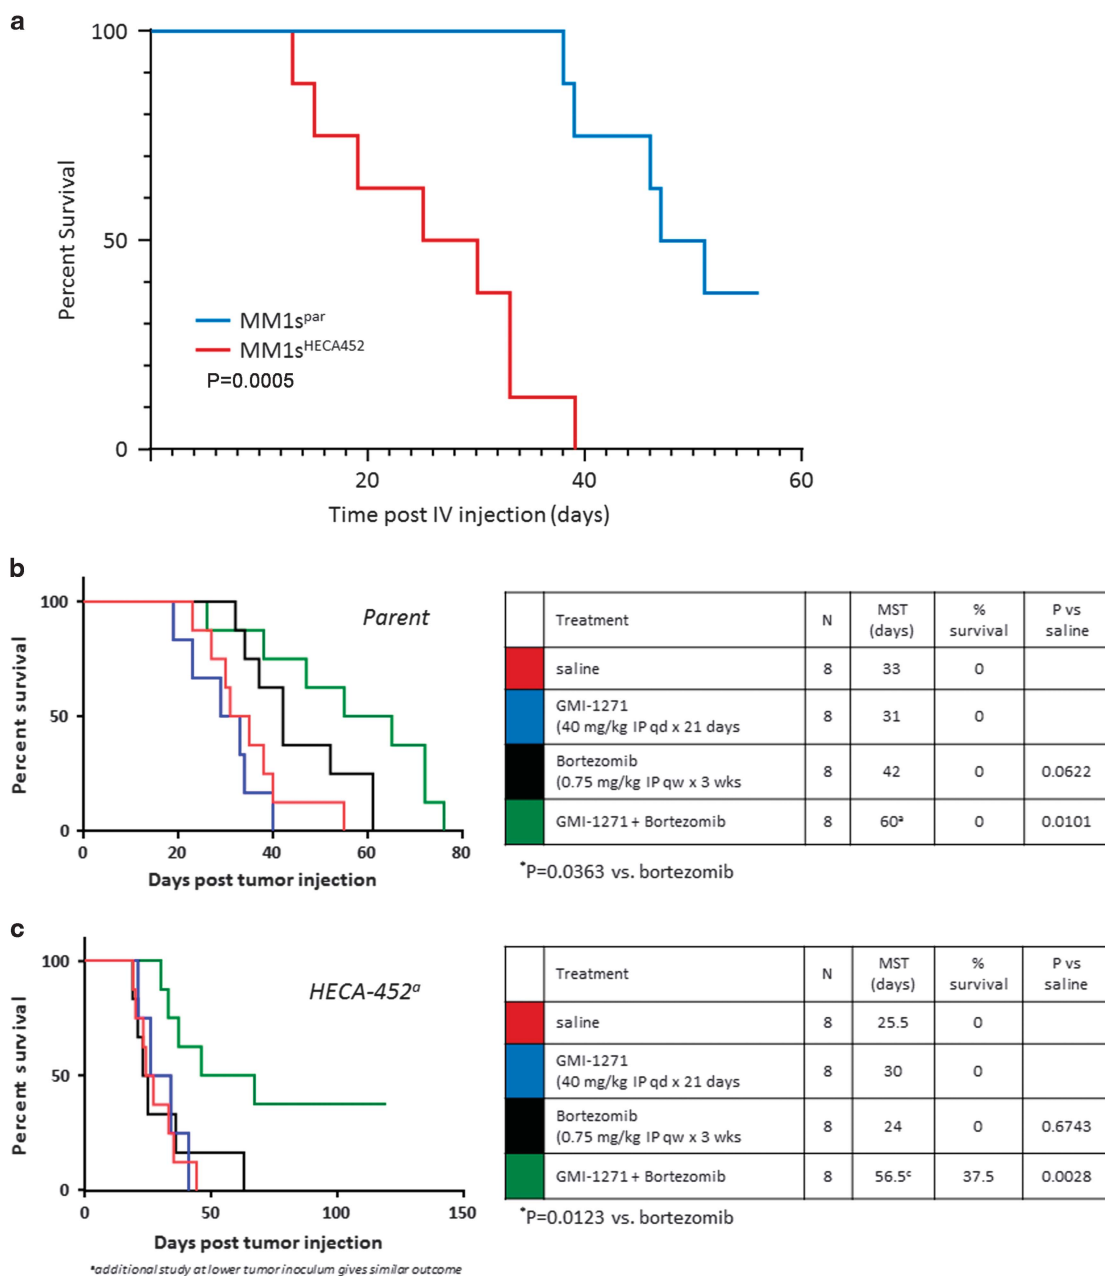 a
100
50
0
Percent Survival
MM1s^par
MM1s^HECA452
P=0.0005
20 40 60
Time post IV injection (days)
b
100
50
0
Percent survival
Parent
0 20 40 60 80
Days post tumor injection
Treatment N MST (days) % survival P vs saline
saline 8 33 0
GMI-1271
(40 mg/kg IP qd x 21 days 8 31 0
Bortezomib
(0.75 mg/kg IP qw x 3 wks 8 42 0 0.0622
GMI-1271 + Bortezomib 8 60ª 0 0.0101
*P=0.0363 vs. bortezomib
c
100
50
0
Percent survival
HECA-452ª
0 50 100 150
Days post tumor injection
*additional study at lower tumor inoculum gives similar outcome
Treatment N MST (days) % survival P vs saline
saline 8 25.5 0
GMI-1271
(40 mg/kg IP qd x 21 days 8 30 0
Bortezomib
(0.75 mg/kg IP qw x 3 wks 8 24 0 0.6743
GMI-1271 + Bortezomib 8 56.5ᶜ 37.5 0.0028
*P=0.0123 vs. bortezomib